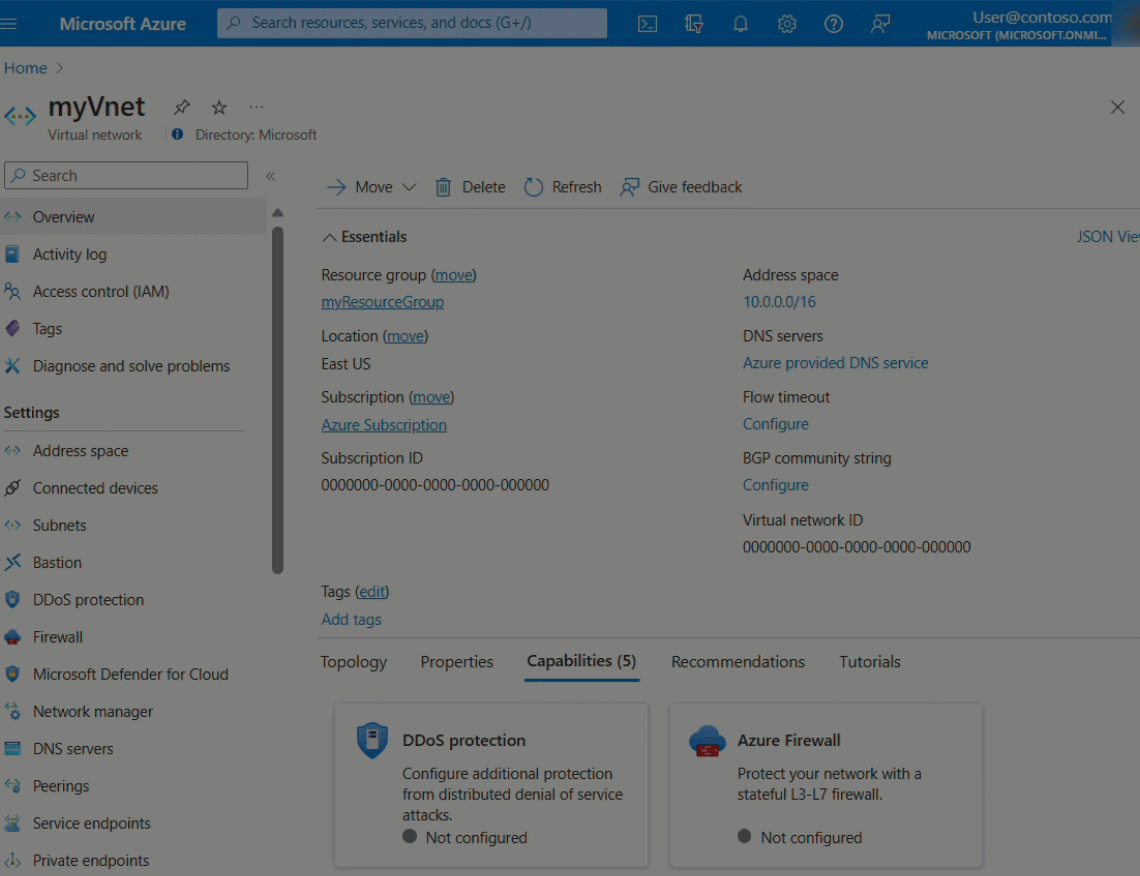 Microsoft Azure
Search resources, services, and docs (G+/)
User@contoso.com
MICROSOFT (MICROSOFT.ONMI...
Home
myVnet
Virtual network
Directory: Microsoft
Search
«
Move
Delete
Refresh
Give feedback
Overview
Activity log
Access control (IAM)
Tags
Diagnose and solve problems
Settings
Address space
Connected devices
Subnets
Bastion
DDoS protection
Firewall
Microsoft Defender for Cloud
Network manager
DNS servers
Peerings
Service endpoints
Private endpoints
Essentials
JSON Vie
Resource group (move)
myResourceGroup
Location (move)
East US
Subscription (move)
Azure Subscription
Subscription ID
0000000-0000-0000-0000-000000
Address space
10.0.0.0/16
DNS servers
Azure provided DNS service
Flow timeout
Configure
BGP community string
Configure
Virtual network ID
0000000-0000-0000-0000-000000
Tags (edit)
Add tags
Topology
Properties
Capabilities (5)
Recommendations
Tutorials
DDoS protection
Configure additional protection
from distributed denial of service
attacks.
Not configured
Azure Firewall
Protect your network with a
stateful L3-L7 firewall.
Not configured